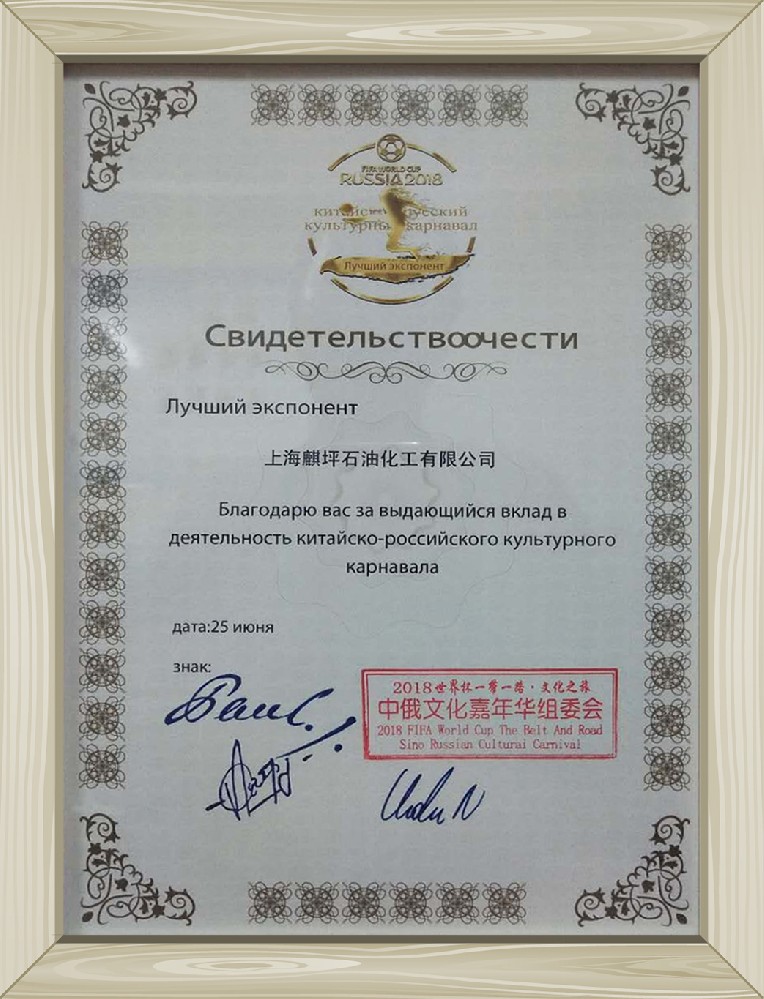 FIFA WORLD CUP
RUSSIA 2018
китайско русский
культурны карнавал
Лучший экспонент
Свидетельствоочести
Лучший экспонент
上海麒坪石油化工有限公司
Благодарю вас за выдающийся вклад в
деятельность китайско-российского культурного
карнавала
дата:25 июня
знак:
2018世界杯一带一路·文化之旅
中俄文化嘉年华组委会
2018 FIFA World Cup The Belt And Road
Sino Russian Cultural Carnival